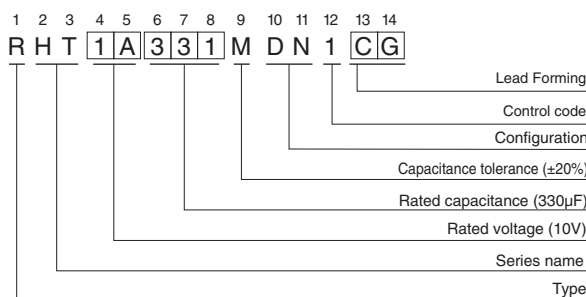 1 2 3 4 5 6 7 8 9 10 11 12 13 14
R H T 1 A 3 3 1 M D N 1 C G
Lead Forming
Control code
Configuration
Capacitance tolerance (±20%)
Rated capacitance (330µF)
Rated voltage (10V)
Series name
Type